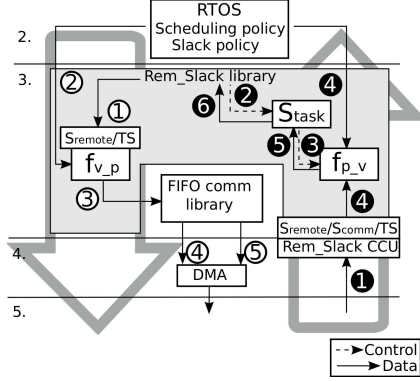 RTOS
Scheduling policy
Slack policy
2.
3.
Rem_Slack library
② ❹
① ❻ ❷
Stask
Sremote/TS
❺ ❸
fv_p
fp_v
③
FIFO comm
library
❹
Sremote/Scomm/TS
4.
④ ⑤
Rem_Slack CCU
DMA
❶
5.
Control
Data